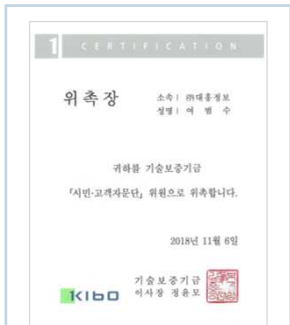 1 CERTIFICATION
위촉장
소속 | ㈜대흥정보
성명 | 여 범 수
귀하를 기술보증기금
「시민·고객자문단」 위원으로 위촉합니다.
2018년 11월 6일
기술보증기금
이사장 정윤모
KIBO